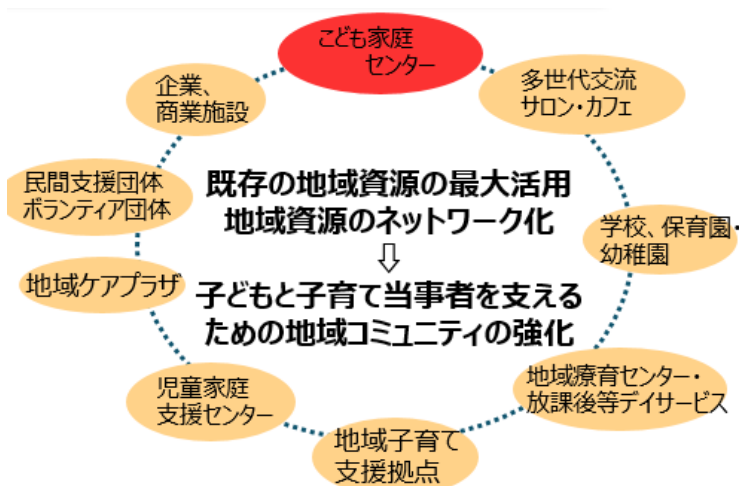 こども家庭
センター
多世代交流
サロン・カフェ
学校、保育園・
幼稚園
地域療育センター・
放課後等デイサービス
地域子育て
支援拠点
児童家庭
支援センター
地域ケアプラザ
民間支援団体
ボランティア団体
企業、
商業施設
既存の地域資源の最大活用
地域資源のネットワーク化
⇩
子どもと子育て当事者を支える
ための地域コミュニティの強化